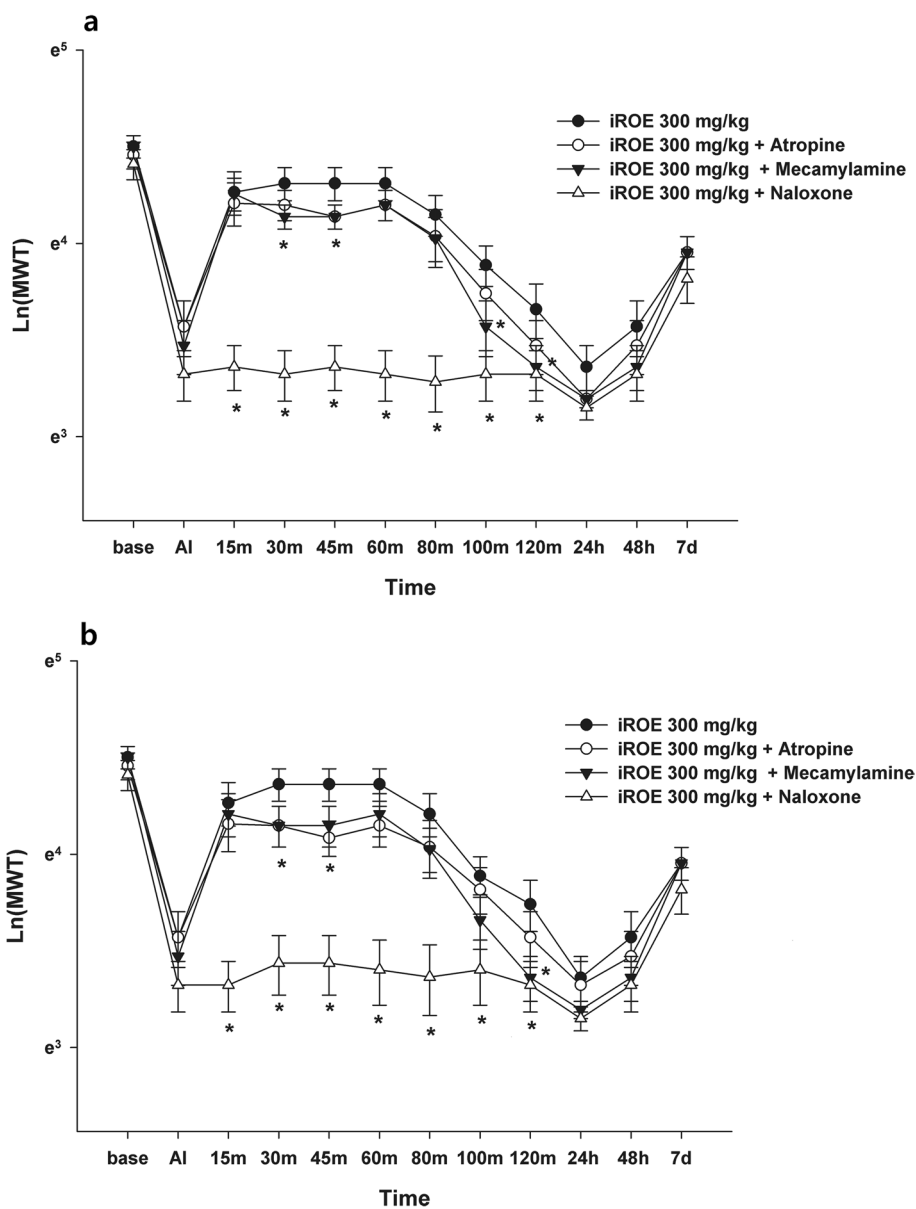 a
e⁵
iROE 300 mg/kg
iROE 300 mg/kg + Atropine
iROE 300 mg/kg + Mecamylamine
iROE 300 mg/kg + Naloxone
e⁴
Ln(MWT)
* *
*
*
* * * * * * *
e³
base AI 15m 30m 45m 60m 80m 100m 120m 24h 48h 7d
Time
b
e⁵
iROE 300 mg/kg
iROE 300 mg/kg + Atropine
iROE 300 mg/kg + Mecamylamine
iROE 300 mg/kg + Naloxone
e⁴
Ln(MWT)
* *
*
* * * * * * *
e³
base AI 15m 30m 45m 60m 80m 100m 120m 24h 48h 7d
Time